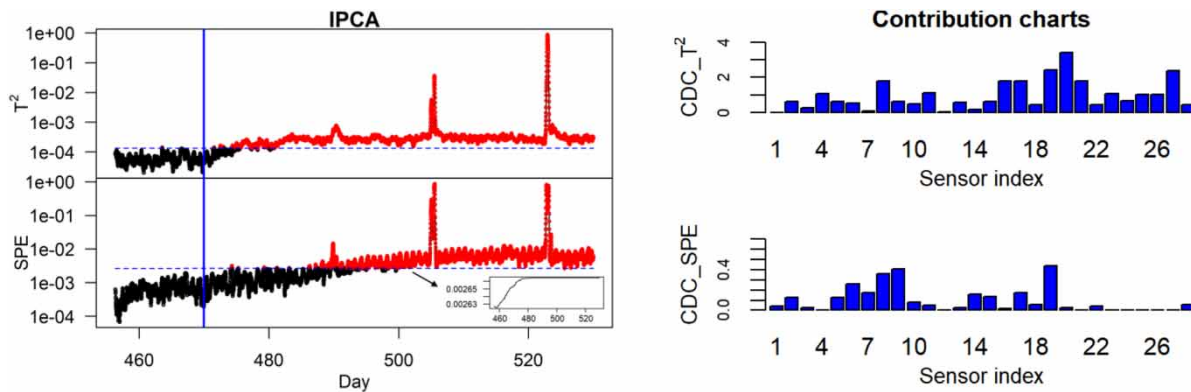 IPCA
T2
1e+00
1e-01
1e-02
1e-03
1e-04
SPE
1e+00
1e-01
1e-02
1e-03
1e-04
0.00265
0.00263
460 480 500 520
460 480 500 520
Day
Contribution charts
CDC_T2
4
2
0
1 4 7 10 14 18 22 26
Sensor index
CDC_SPE
0.4
0.0
1 4 7 10 14 18 22 26
Sensor index